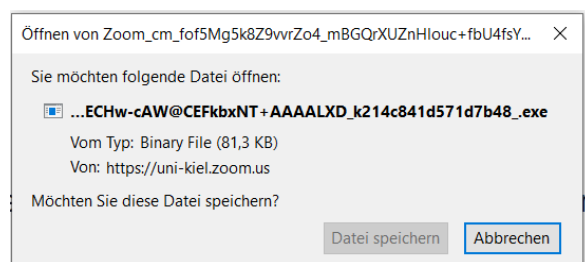 Öffnen von Zoom_cm_fof5Mg5k8Z9vvrZo4_mBGQrXUZnHlouc+fbU4fsY...
Sie möchten folgende Datei öffnen:
...ECHw-cAW@CEFkbxNT+AAAALXD_k214c841d571d7b48_.exe
Vom Typ: Binary File (81,3 KB)
Von: https://uni-kiel.zoom.us
Möchten Sie diese Datei speichern?
Datei speichern Abbrechen